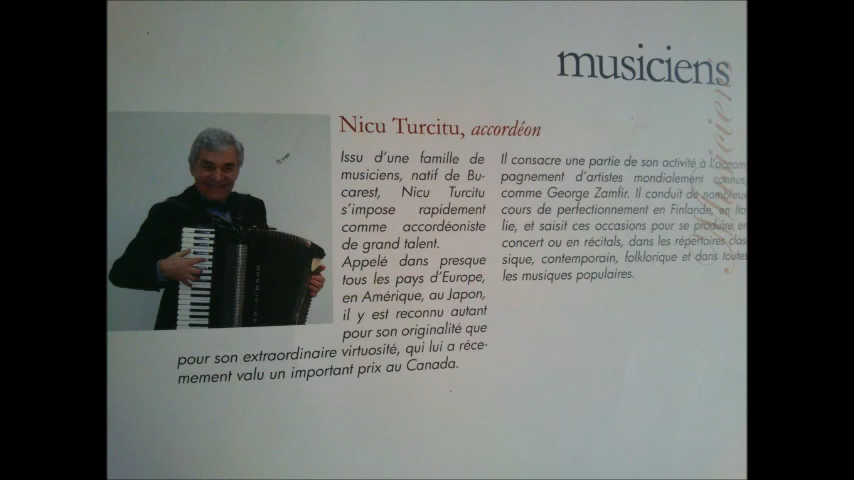 musiciens
Musiciens
Nicu Turcitu, accordéon
Issu d'une famille de
musiciens, natif de Bu-
carest, Nicu Turcitu
s'impose rapidement
comme accordéoniste
de grand talent.
Appelé dans presque
tous les pays d'Europe,
en Amérique, au Japon,
il y est reconnu autant
pour son originalité que
pour son extraordinaire virtuosité, qui lui a réce-
mement valu un important prix au Canada.
Il consacre une partie de son activité à l'accom
pagnement d'artistes mondialement connus,
comme George Zamfir. Il conduit de nombreux
cours de perfectionnement en Finlande, en Ita
lie, et saisit ces occasions pour se produire en
concert ou en récitals, dans les répertoires clas
sique, contemporain, folklorique et dans toutes
les musiques populaires.